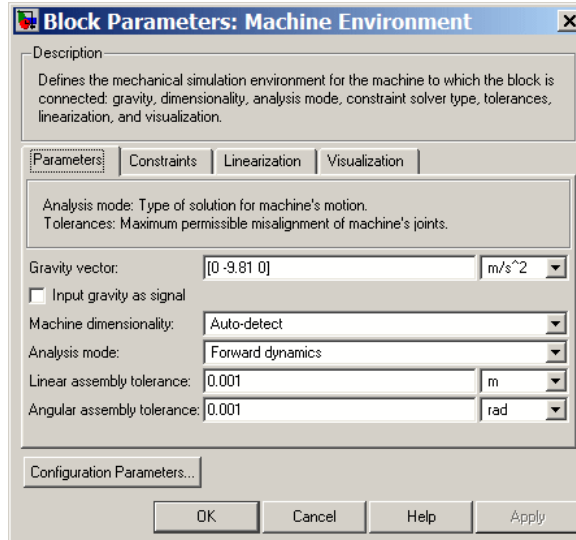 Block Parameters: Machine Environment
Description
Defines the mechanical simulation environment for the machine to which the block is
connected: gravity, dimensionality, analysis mode, constraint solver type, tolerances,
linearization, and visualization.
Parameters Constraints Linearization Visualization
Analysis mode: Type of solution for machine's motion.
Tolerances: Maximum permissible misalignment of machine's joints.
Gravity vector: [0 -9.81 0] m/s^2
Input gravity as signal
Machine dimensionality: Auto-detect
Analysis mode: Forward dynamics
Linear assembly tolerance: 0.001 m
Angular assembly tolerance: 0.001 rad
Configuration Parameters...
OK Cancel Help Apply